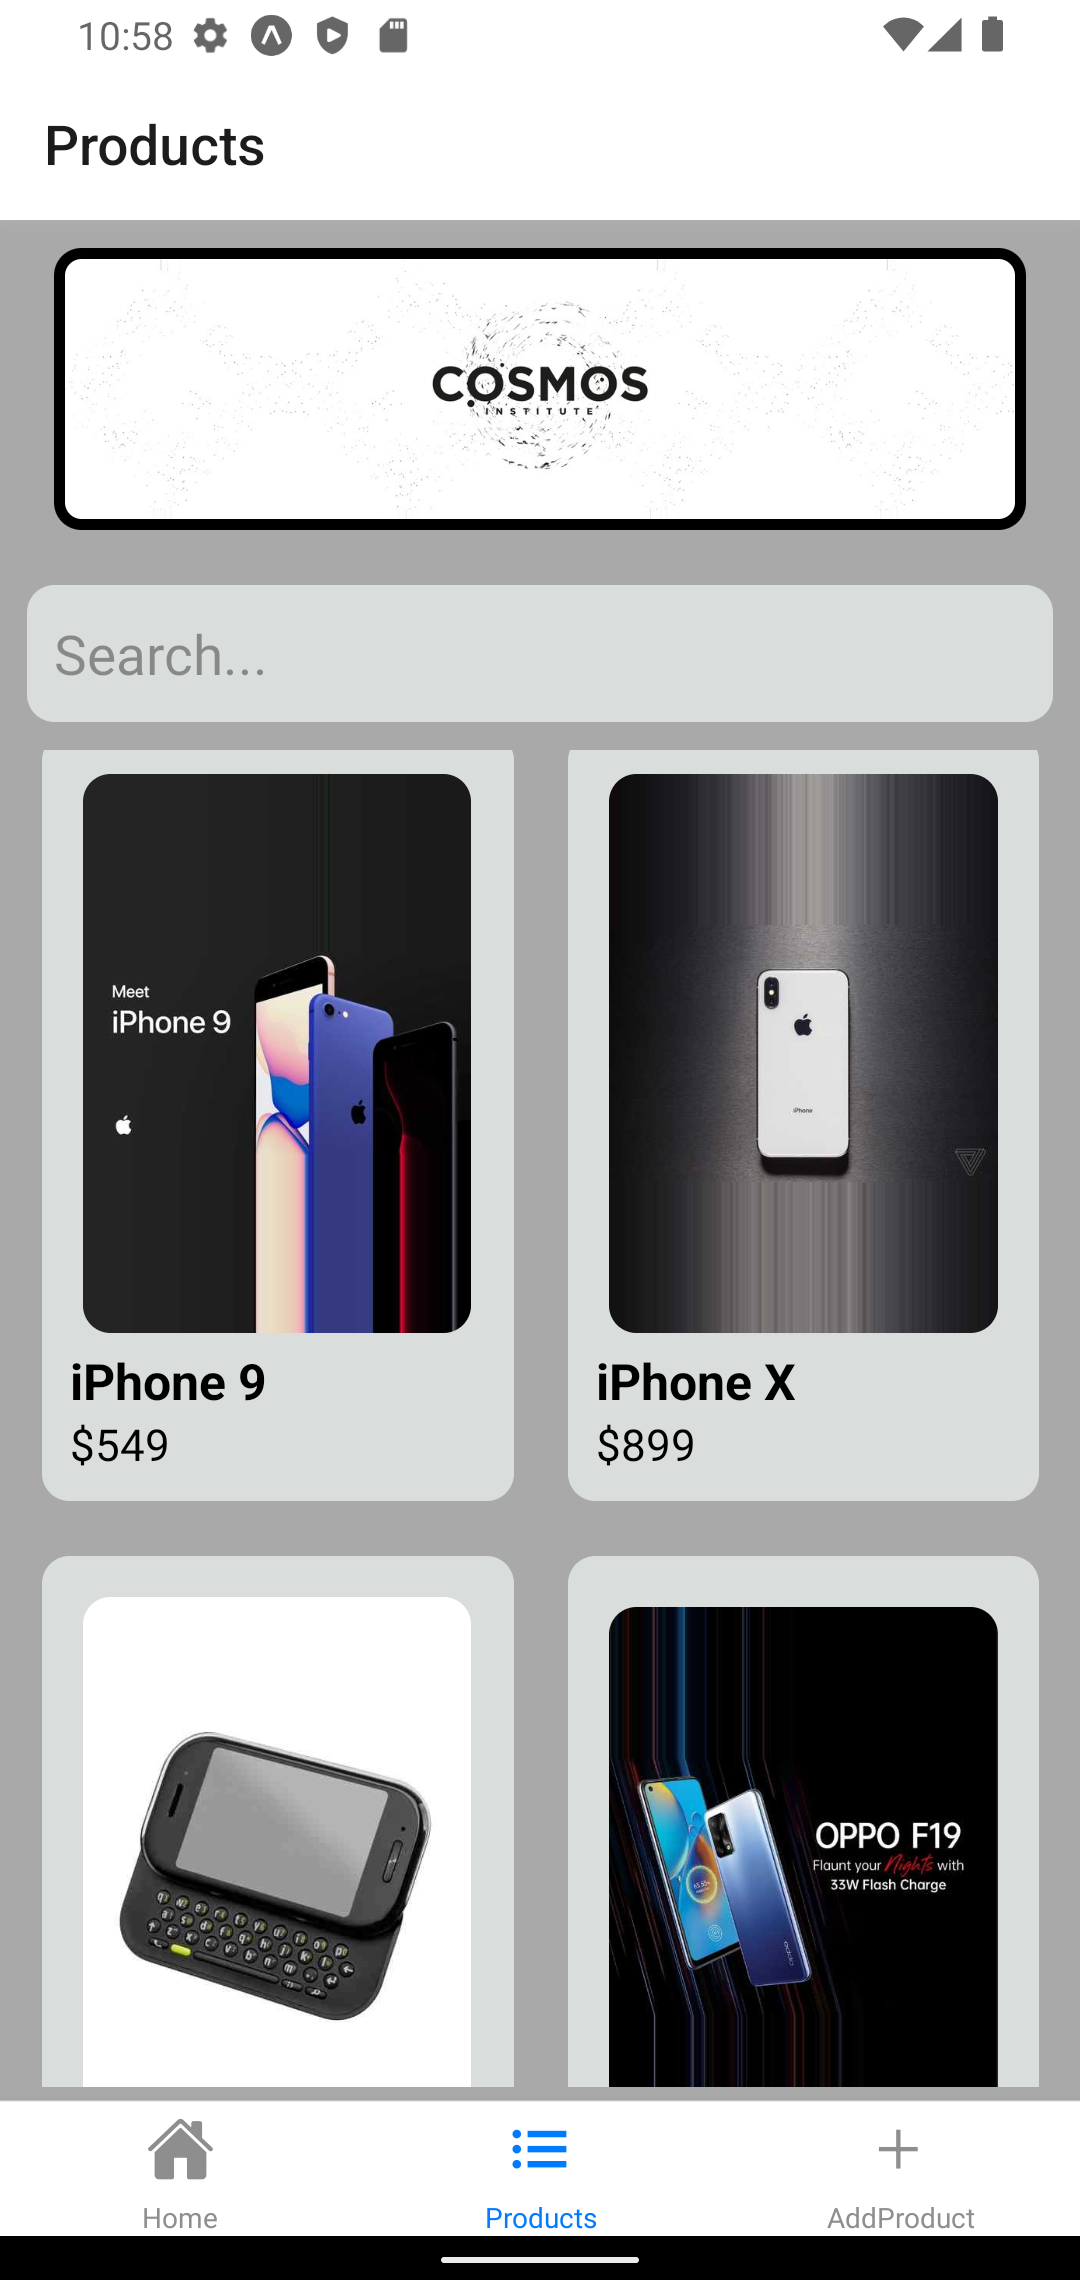 10:58
Products
COSMOS
INSTITUTE
Search...
Meet
iPhone 9
iPhone
iPhone 9
$549
iPhone X
$899
OPPO F19
Flaunt your Nights with
33W Flash Charge
oppo
Home
Products
AddProduct